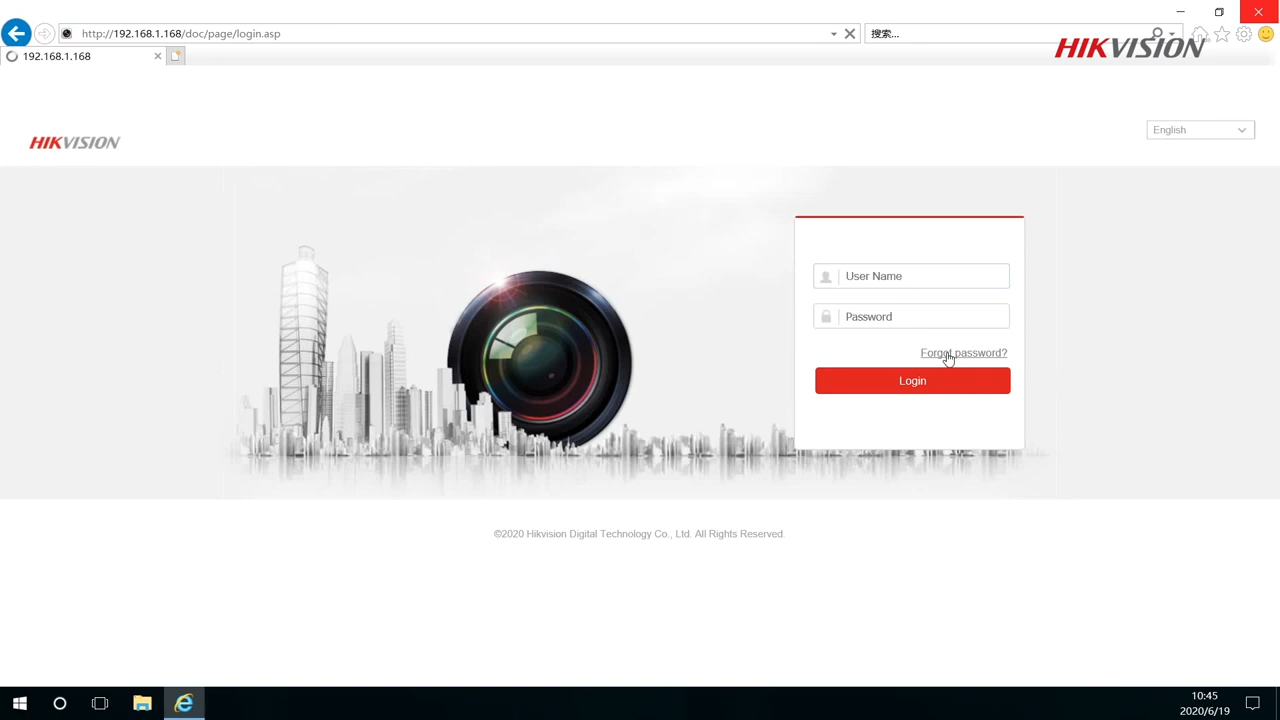 http://192.168.1.168/doc/page/login.asp
搜索...
HIKVISION
192.168.1.168
English
HIKVISION
User Name
Password
Forgot password?
Login
©2020 Hikvision Digital Technology Co., Ltd. All Rights Reserved.
10:45
2020/6/19